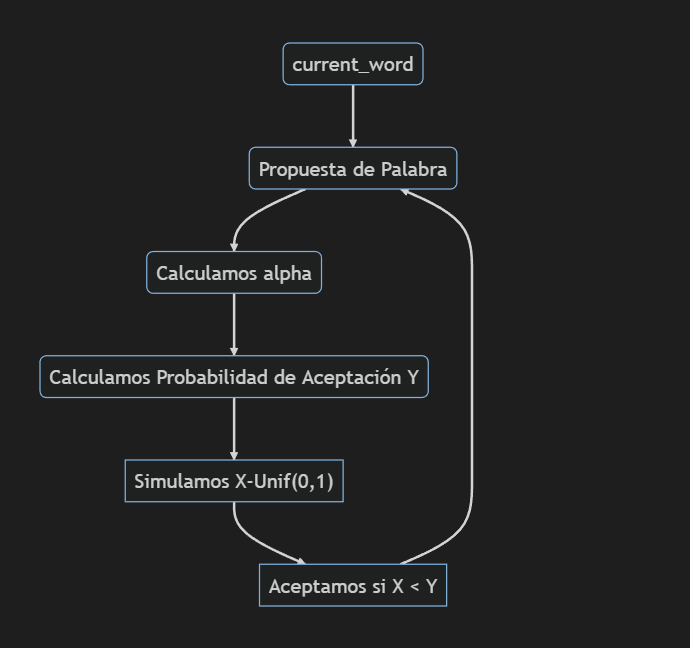 current_word
Propuesta de Palabra
Calculamos alpha
Calculamos Probabilidad de Aceptación Y
Simulamos X-Unif(0,1)
Aceptamos si X < Y